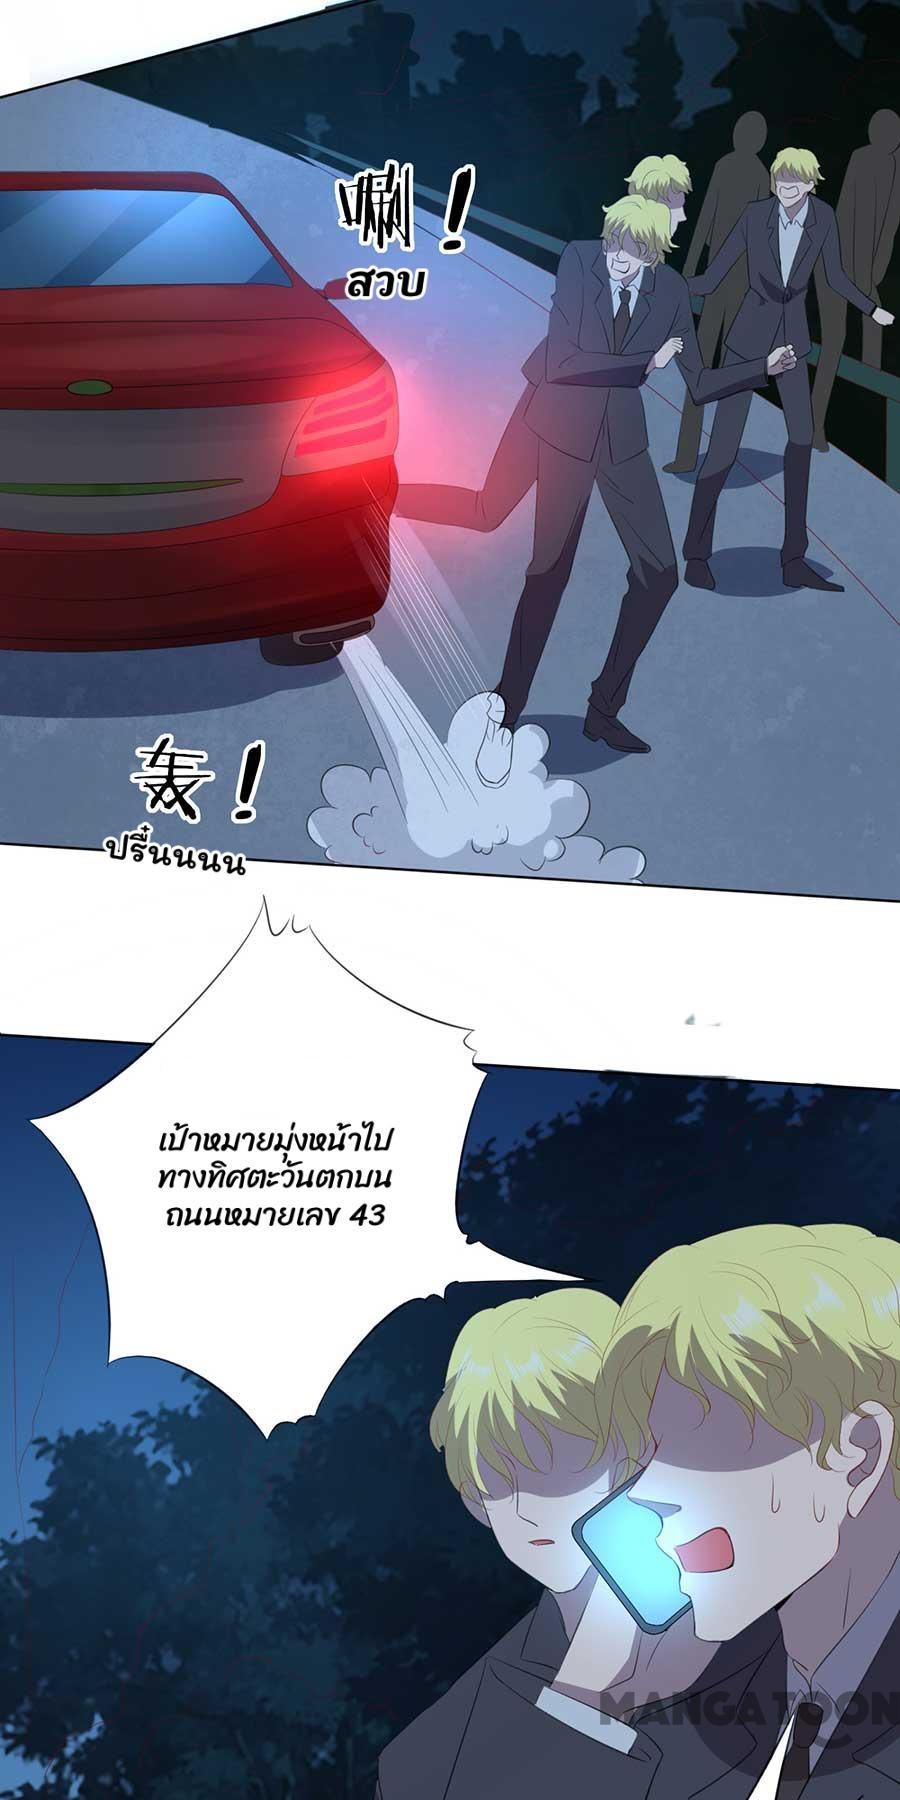 唰！
สวบ
轰！
ปรี๋นนนน
เป้าหมายมุ่งหน้าไป
ทางทิศตะวันตกบน
ถนนหมายเลข 43
MANGATOON